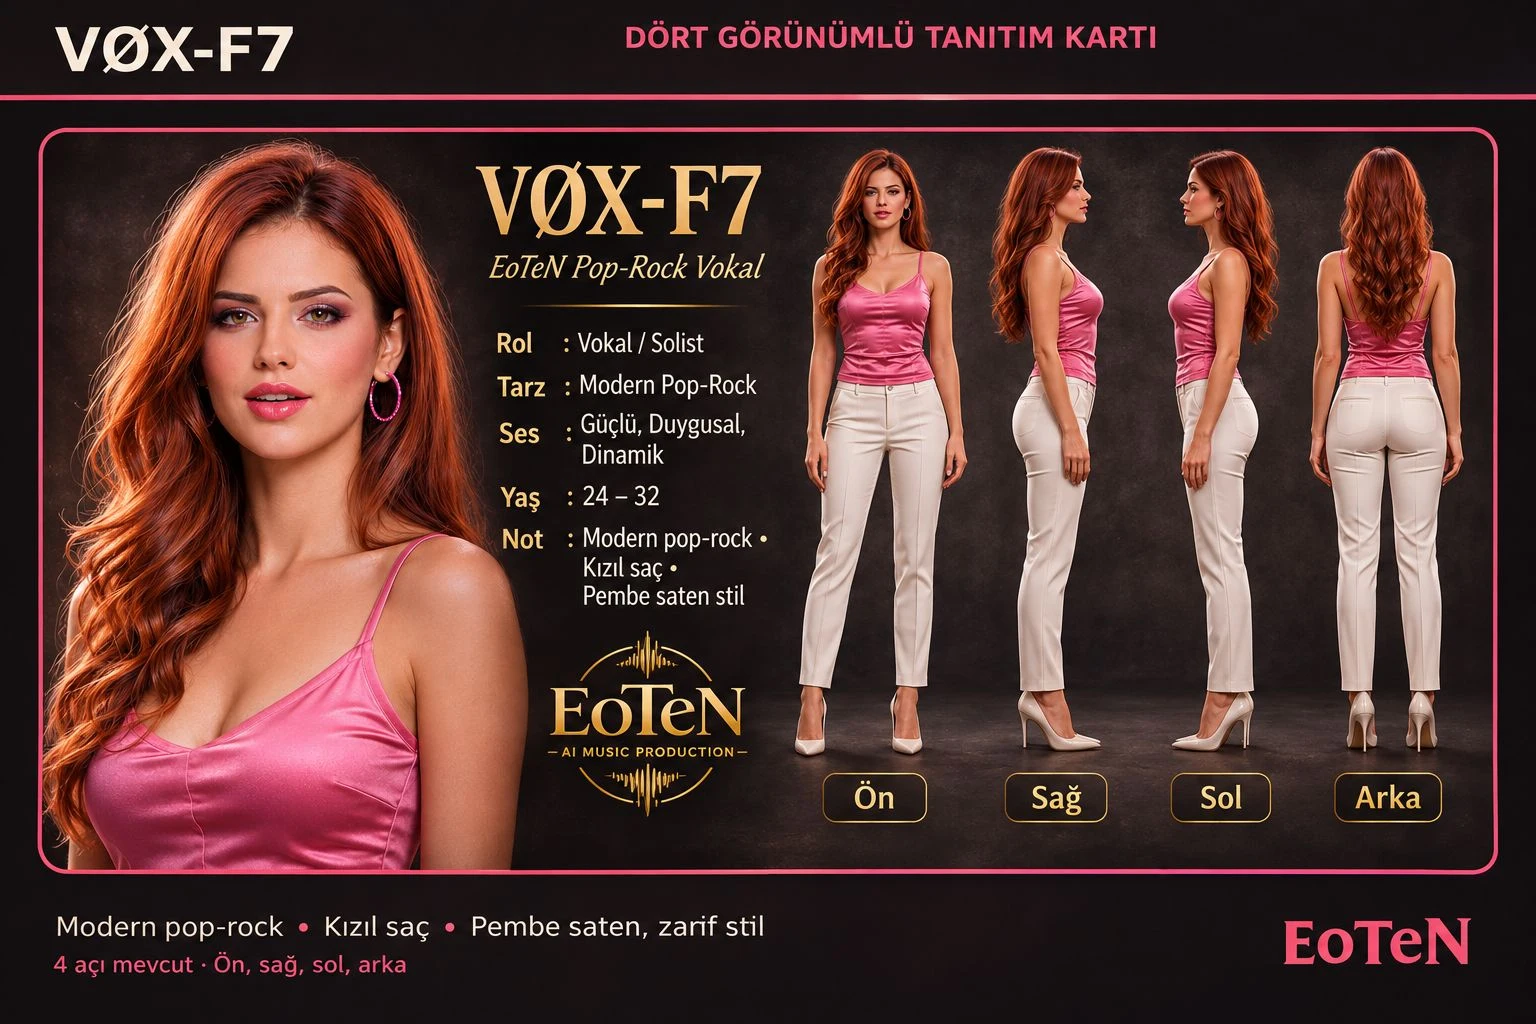 VØX-F7
DÖRT GÖRÜNÜMLÜ TANITIM KARTI
VØX-F7
EoTeN Pop-Rock Vokal
Rol : Vokal / Solist
Tarz : Modern Pop-Rock
Ses : Güçlü, Duygusal,
Dinamik
Yaş : 24 – 32
Not : Modern pop-rock •
Kızıl saç •
Pembe saten stil
EoTeN
– AI MUSIC PRODUCTION –
Ön
Sağ
Sol
Arka
Modern pop-rock • Kızıl saç • Pembe saten, zarif stil
4 açı mevcut · Ön, sağ, sol, arka
EoTeN